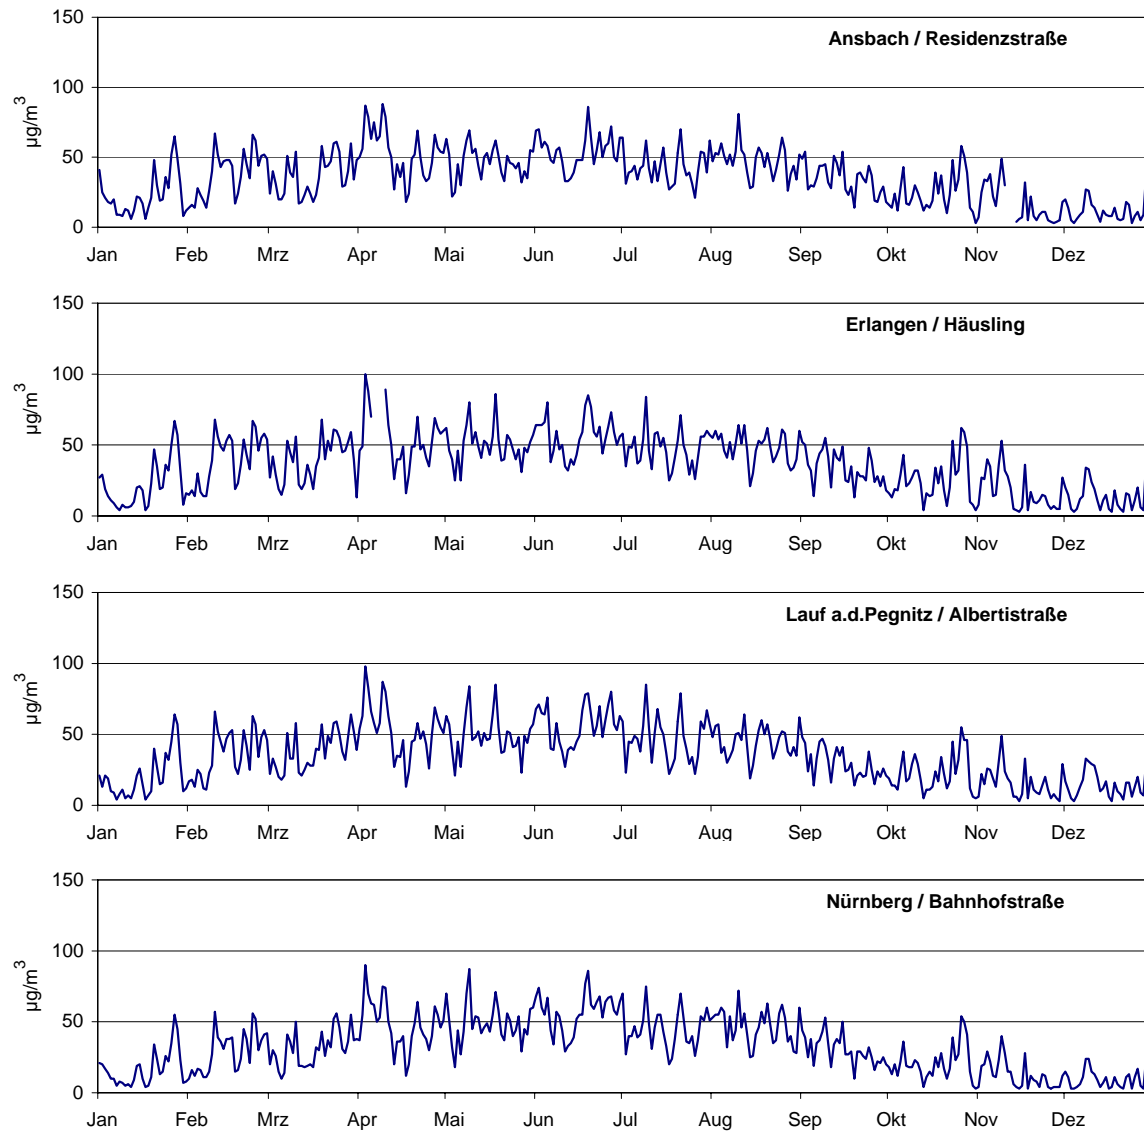 150
Ansbach / Residenzstraße
100
µg/m³
50
0
Jan Feb Mrz Apr Mai Jun Jul Aug Sep Okt Nov Dez
150
Erlangen / Häusling
100
µg/m³
50
0
Jan Feb Mrz Apr Mai Jun Jul Aug Sep Okt Nov Dez
150
Lauf a.d.Pegnitz / Albertistraße
100
µg/m³
50
0
Jan Feb Mrz Apr Mai Jun Jul Aug Sep Okt Nov Dez
150
Nürnberg / Bahnhofstraße
100
µg/m³
50
0
Jan Feb Mrz Apr Mai Jun Jul Aug Sep Okt Nov Dez